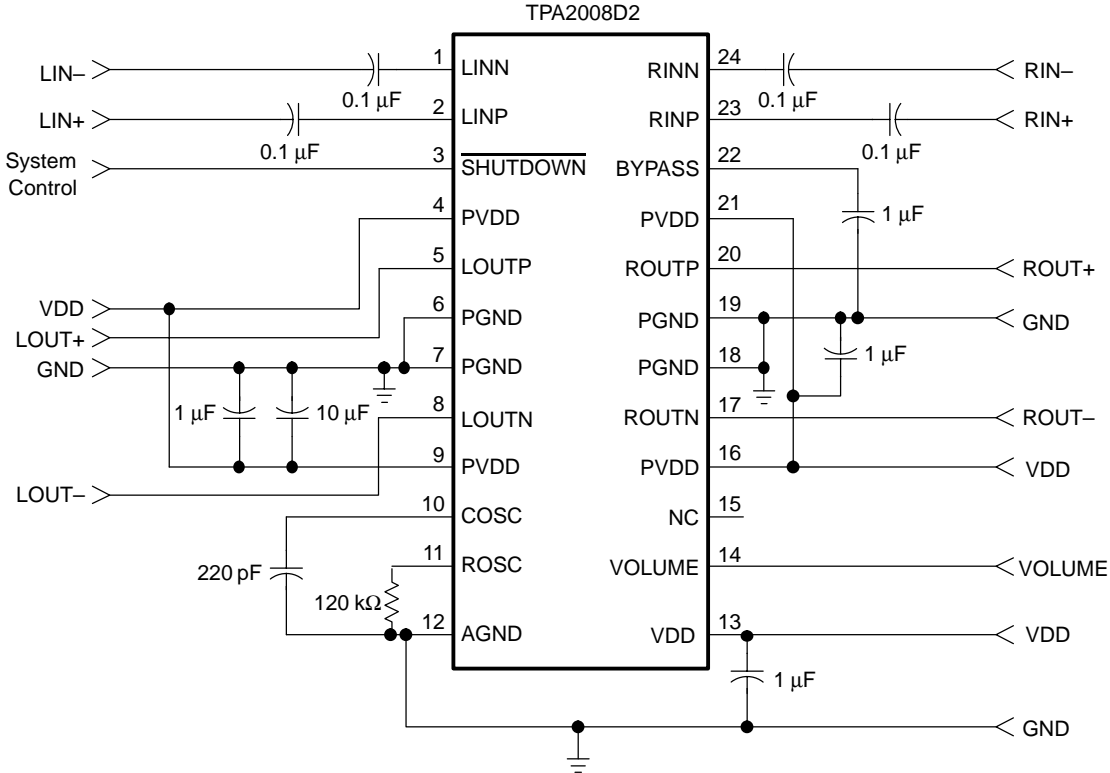 TPA2008D2
LIN–
0.1 μF
1
LINN
RINN
24
0.1 μF
RIN–
LIN+
0.1 μF
2
LINP
RINP
23
0.1 μF
RIN+
System
Control
3
SHUTDOWN
BYPASS
22
1 μF
4
PVDD
PVDD
21
5
LOUTP
ROUTP
20
ROUT+
VDD
6
PGND
PGND
19
GND
LOUT+
GND
7
PGND
PGND
18
1 μF
1 μF
10 μF
8
LOUTN
ROUTN
17
ROUT–
9
PVDD
PVDD
16
VDD
LOUT–
10
COSC
NC
15
220 pF
11
ROSC
VOLUME
14
VOLUME
120 kΩ
12
AGND
VDD
13
VDD
1 μF
GND